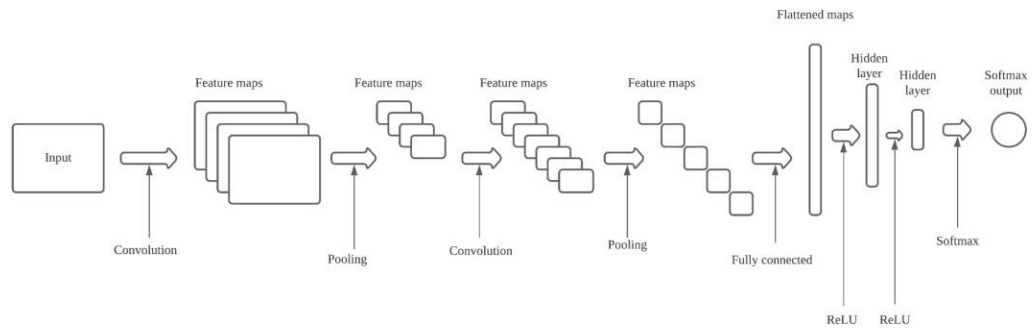 Flattened maps
Hidden
layer
Hidden
layer
Softmax
output
Feature maps
Feature maps
Feature maps
Feature maps
Input
Convolution
Pooling
Convolution
Pooling
Fully connected
Softmax
ReLU
ReLU